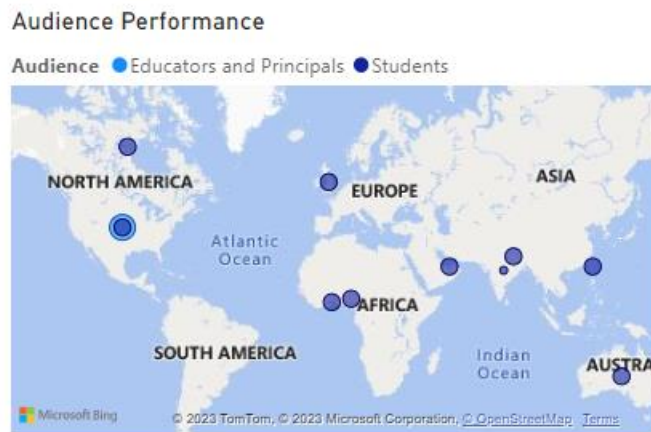 Audience Performance
Audience Educators and Principals Students
NORTH AMERICA
EUROPE
ASIA
Atlantic
Ocean
AFRICA
SOUTH AMERICA
Indian
Ocean
AUSTRA
Microsoft Bing
© 2023 TomTom, © 2023 Microsoft Corporation, © OpenStreetMap Terms